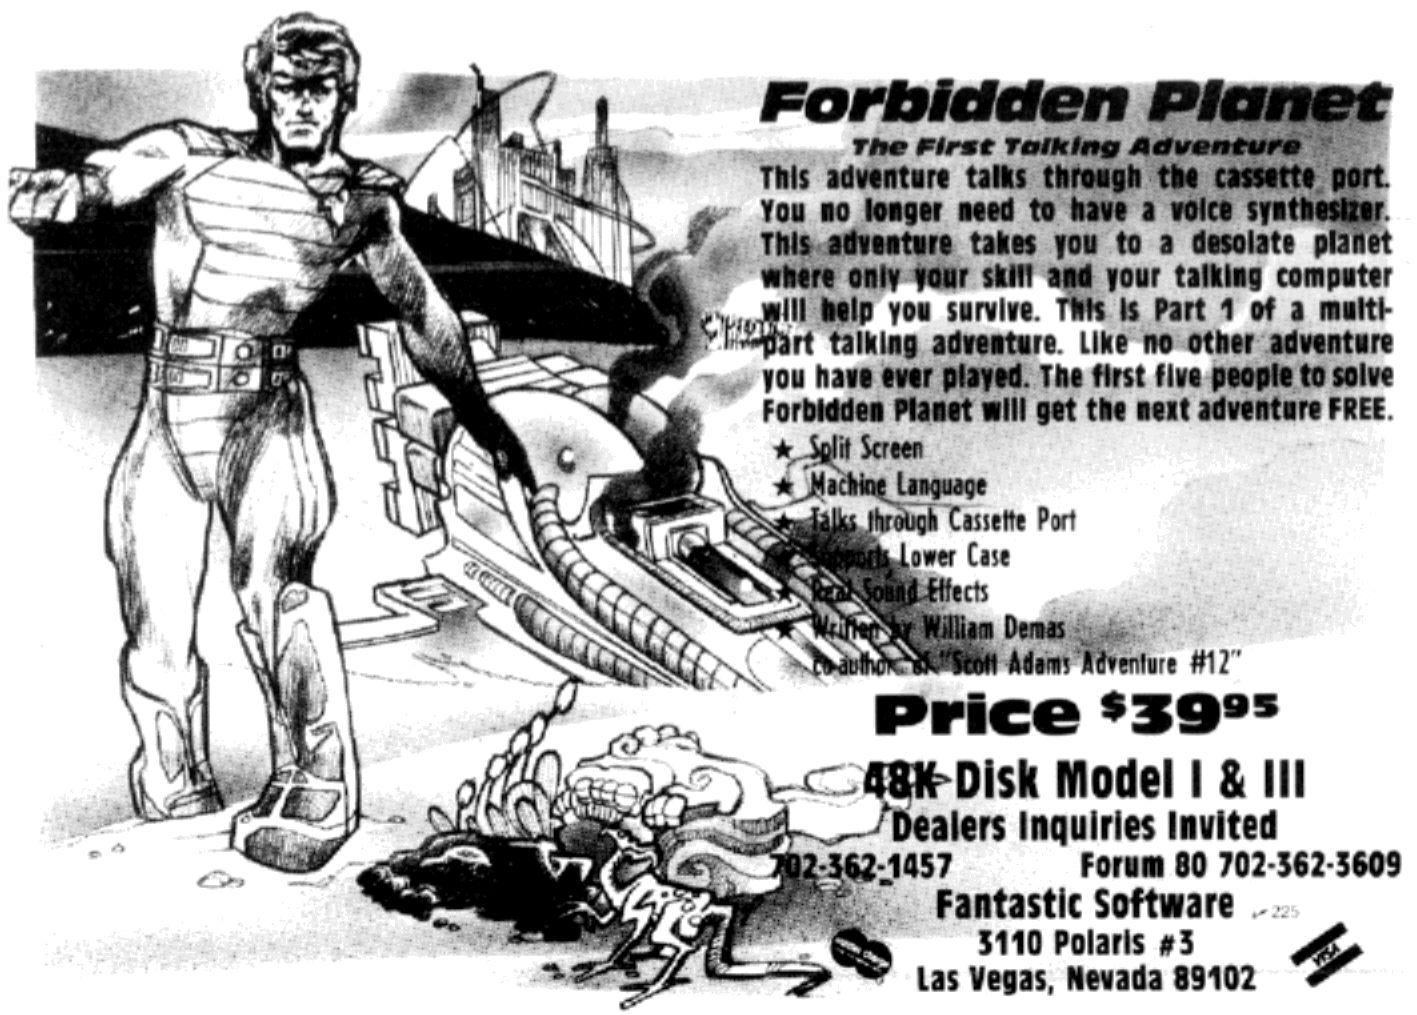 Forbidden Planet
The First Talking Adventure
This adventure talks through the cassette port.
You no longer need to have a voice synthesizer.
This adventure takes you to a desolate planet
where only your skill and your talking computer
will help you survive. This is Part 1 of a multi-
part talking adventure. Like no other adventure
you have ever played. The first five people to solve
Forbidden Planet will get the next adventure FREE.
★ Split Screen
★ Machine Language
★ Talks through Cassette Port
★ Supports Lower Case
★ Real Sound Effects
★ Written by William Demas
co-author of "Scott Adams Adventure #12"
Price $3995
48K Disk Model I & III
Dealers Inquiries Invited
702-362-1457 Forum 80 702-362-3609
Fantastic Software
225
3110 Polaris #3
Las Vegas, Nevada 89102
VISA